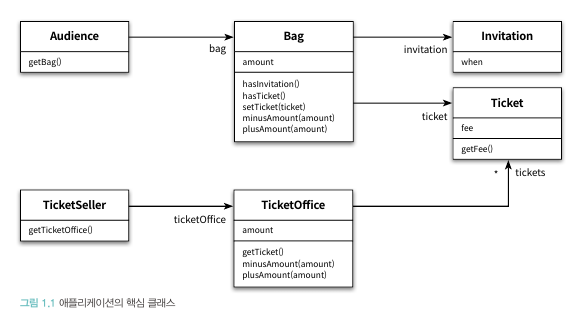 Audience
getBag()
bag
Bag
amount
hasInvitation()
hasTicket()
setTicket(ticket)
minusAmount(amount)
plusAmount(amount)
invitation
Invitation
when
ticket
Ticket
fee
getFee()
* tickets
TicketSeller
getTicketOffice()
ticketOffice
TicketOffice
amount
getTicket()
minusAmount(amount)
plusAmount(amount)
그림 1.1 애플리케이션의 핵심 클래스